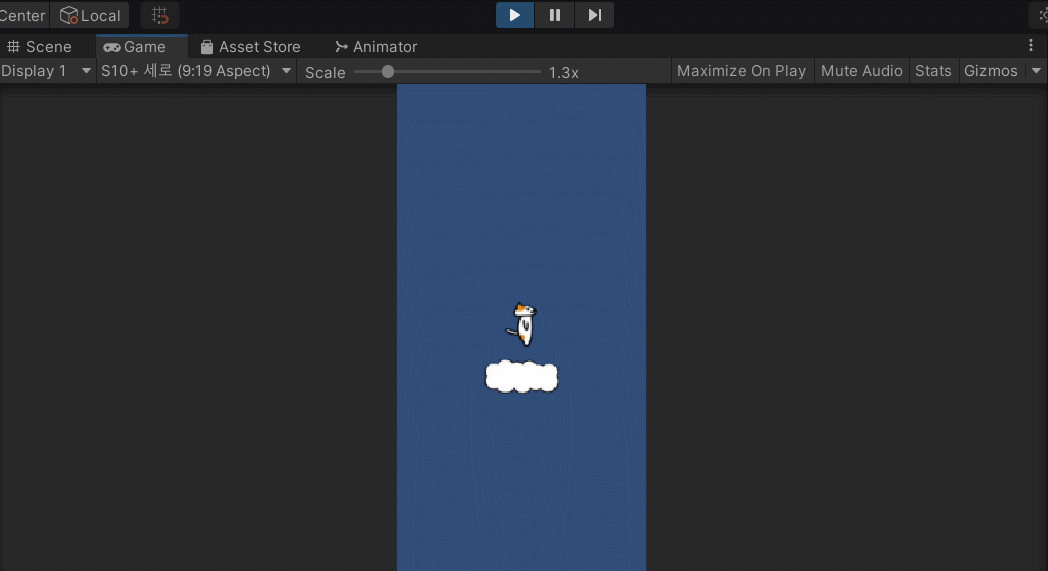 Center Local
Scene Game Asset Store Animator
Display 1 S10+ 세로 (9:19 Aspect) Scale 1.3x Maximize On Play Mute Audio Stats Gizmos